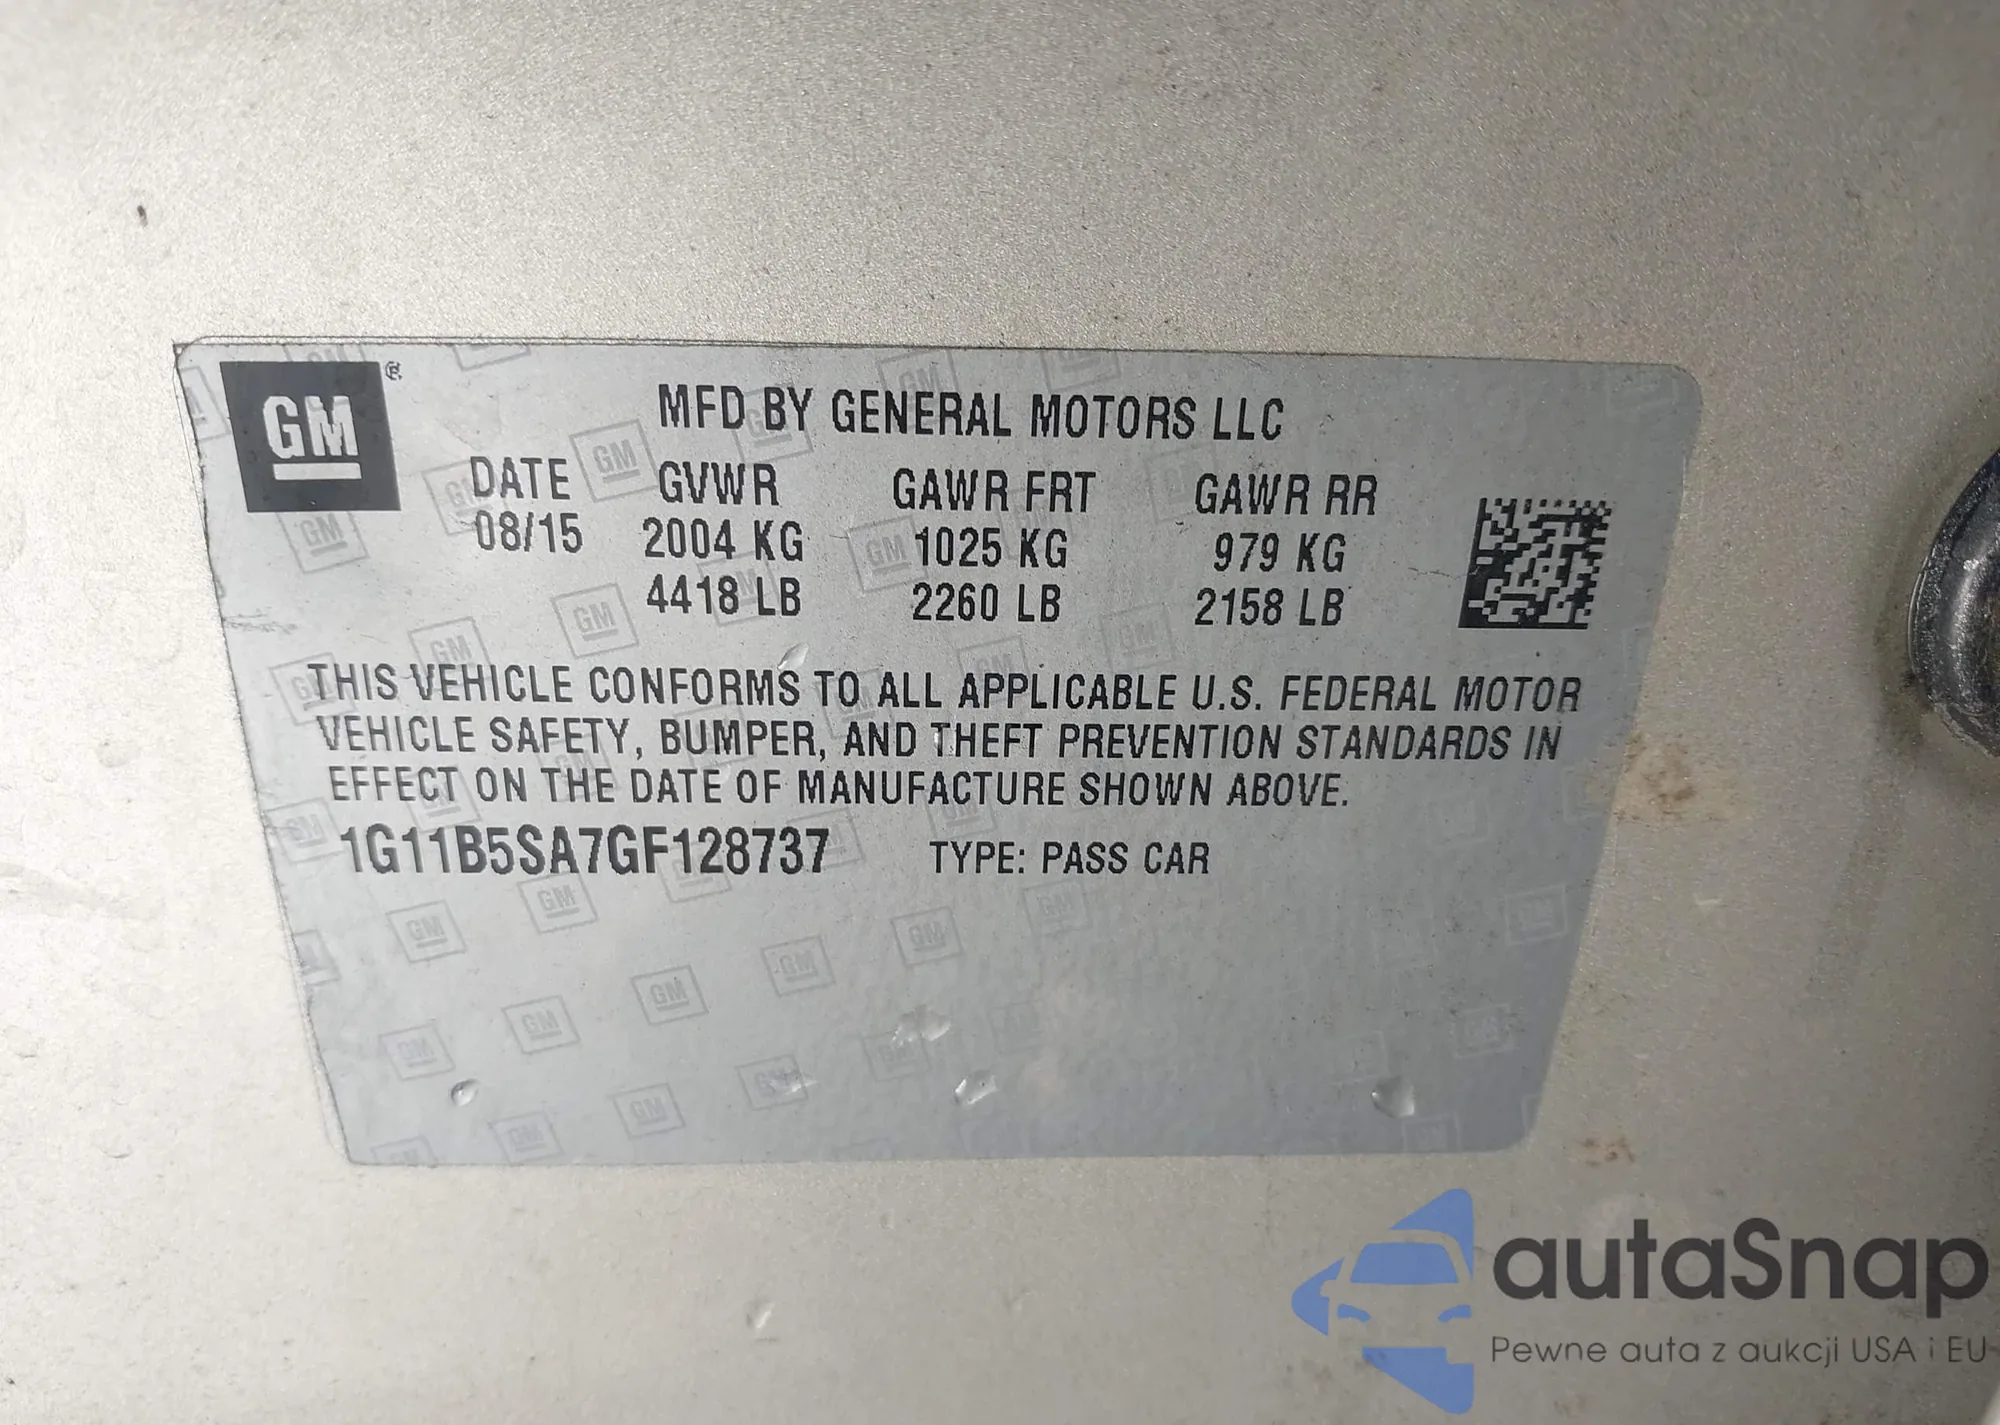 GM ®
MFD BY GENERAL MOTORS LLC
DATE GVWR GAWR FRT GAWR RR
08/15 2004 KG 1025 KG 979 KG
4418 LB 2260 LB 2158 LB
THIS VEHICLE CONFORMS TO ALL APPLICABLE U.S. FEDERAL MOTOR
VEHICLE SAFETY, BUMPER, AND THEFT PREVENTION STANDARDS IN
EFFECT ON THE DATE OF MANUFACTURE SHOWN ABOVE.
1G11B5SA7GF128737 TYPE: PASS CAR
autaSnap
Pewne auta z aukcji USA i EU